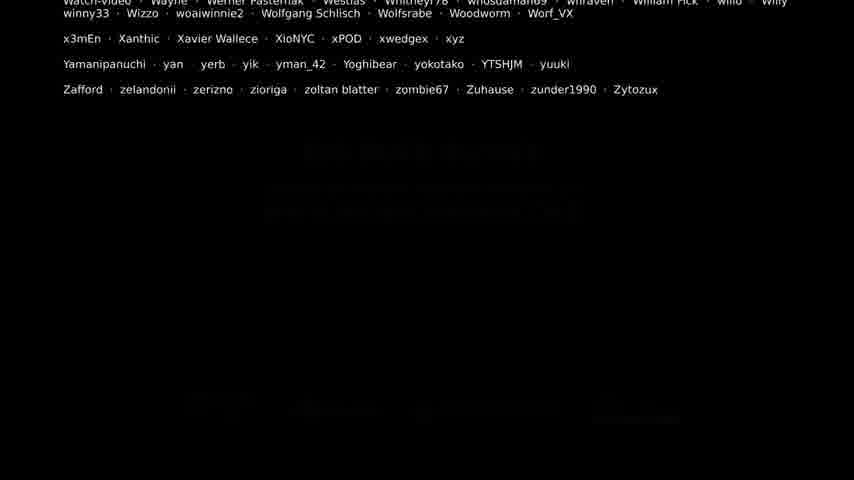 Watch-video · Wayne · Werner Pasternak · Westlas · Whitneyr78 · whosdaman69 · whraven · William Pick · willo · Willy
winny33 · Wizzo · woaiwinnie2 · Wolfgang Schlisch · Wolfsrabe · Woodworm · Worf_VX
x3mEn · Xanthic · Xavier Wallece · XioNYC · xPOD · xwedgex · xyz
Yamanipanuchi · yan · yerb · yik · yman_42 · Yoghibear · yokotako · YTSHJM · yuuki
Zafford · zelandonii · zerizno · zioriga · zoltan blatter · zombie67 · Zuhause · zunder1990 · Zytozux